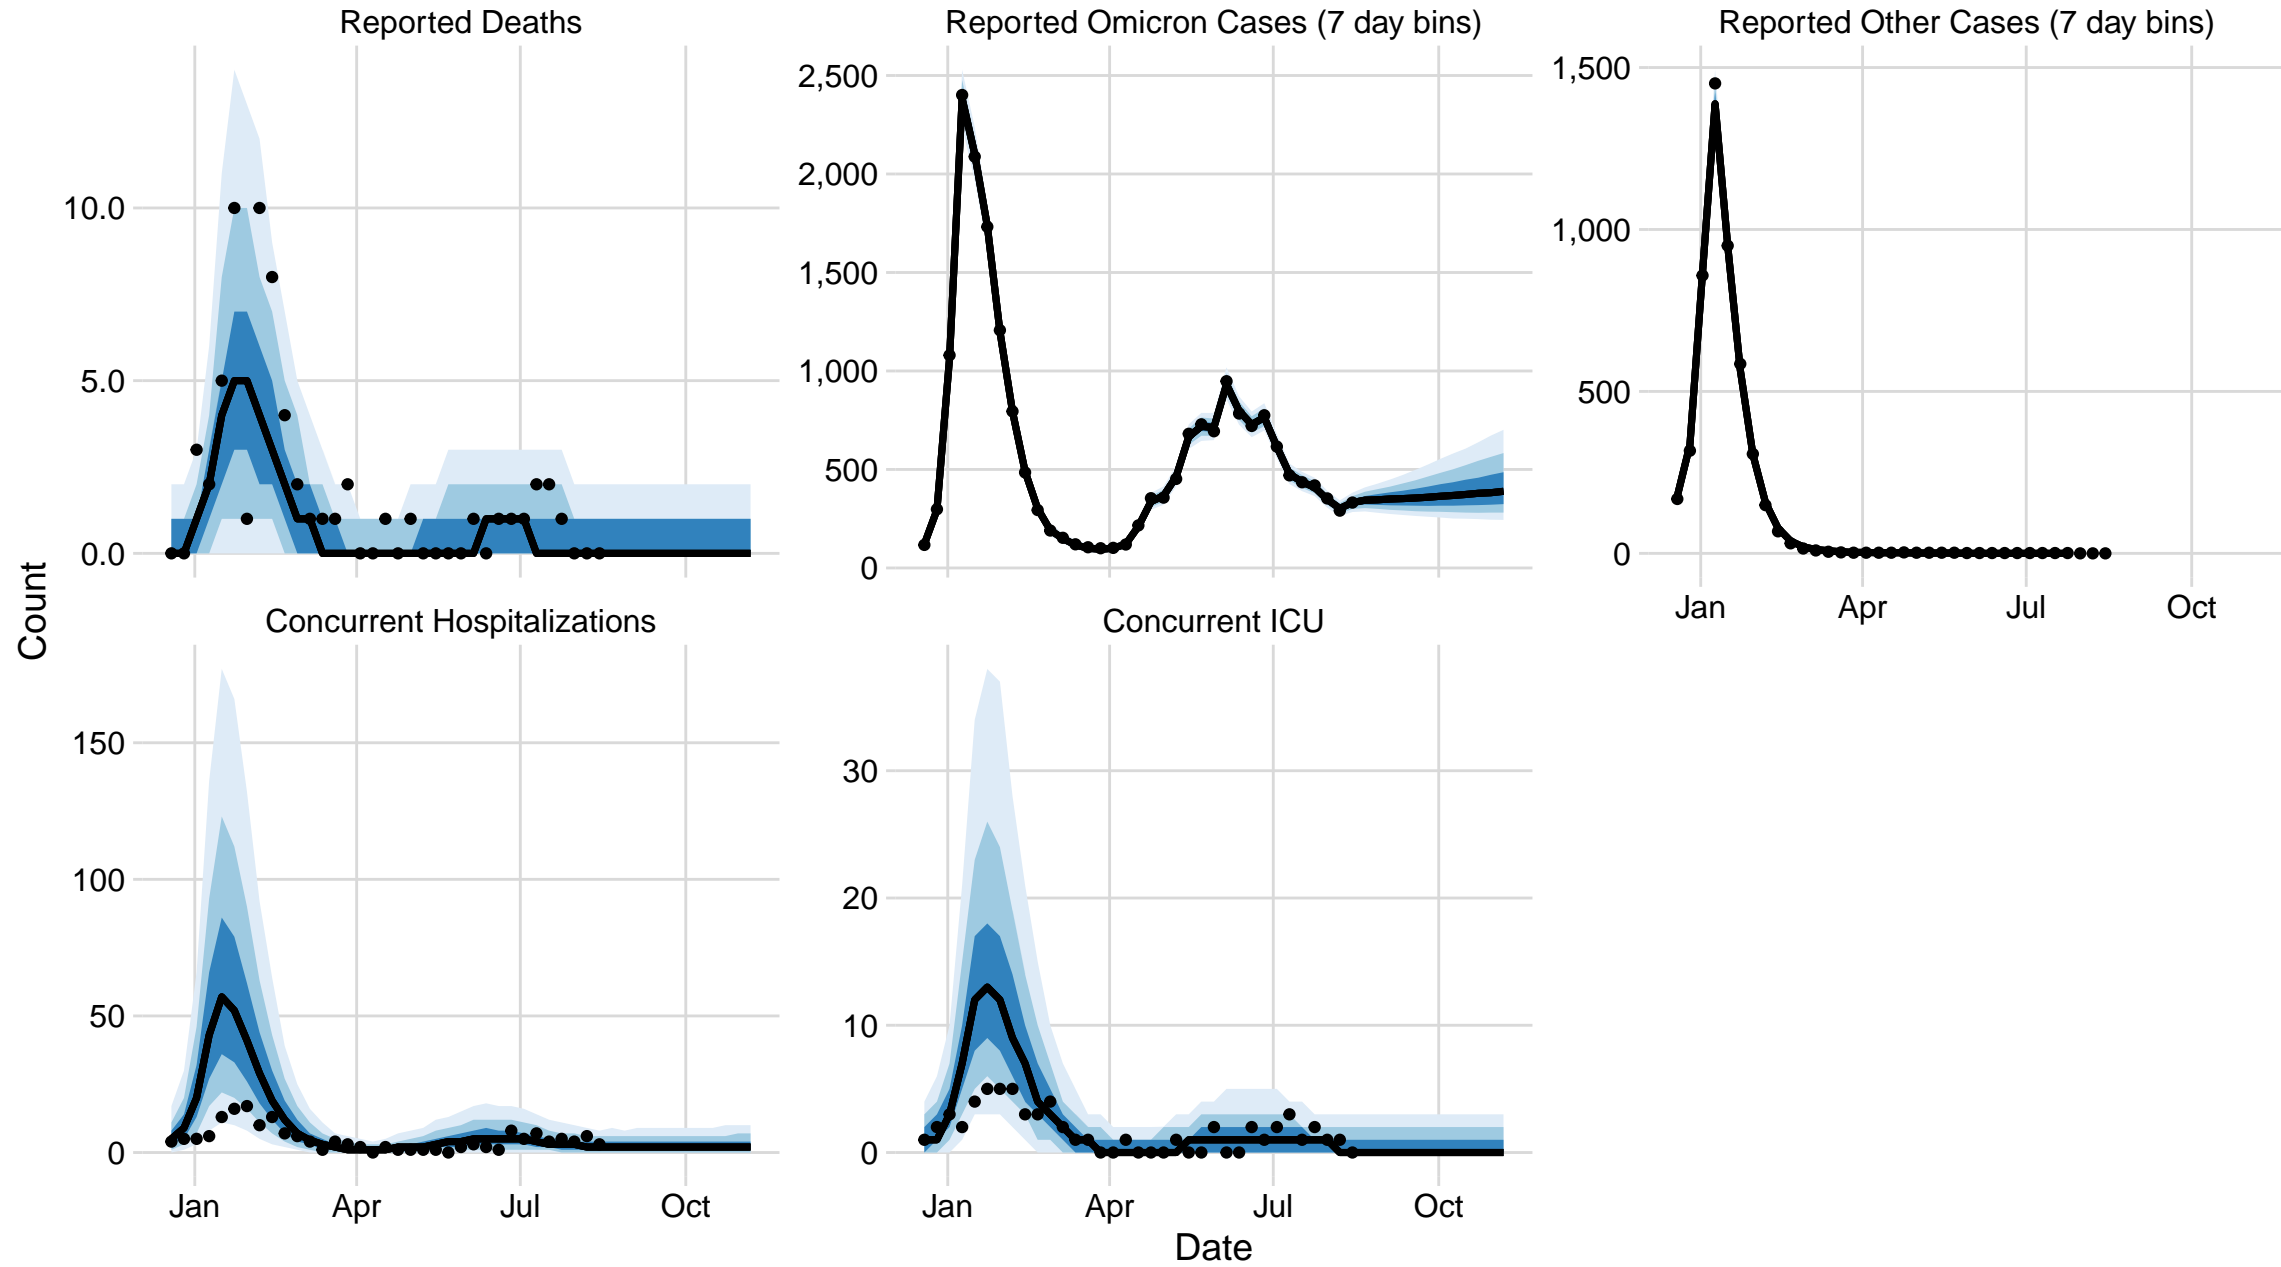 Reported Deaths
Reported Omicron Cases (7 day bins)
Reported Other Cases (7 day bins)
10.0
5.0
0.0
2,500
2,000
1,500
1,000
500
0
1,500
1,000
500
0
Jan Apr Jul Oct
Count
Concurrent Hospitalizations
Concurrent ICU
150
100
50
0
30
20
10
0
Jan Apr Jul Oct
Jan Apr Jul Oct
Date